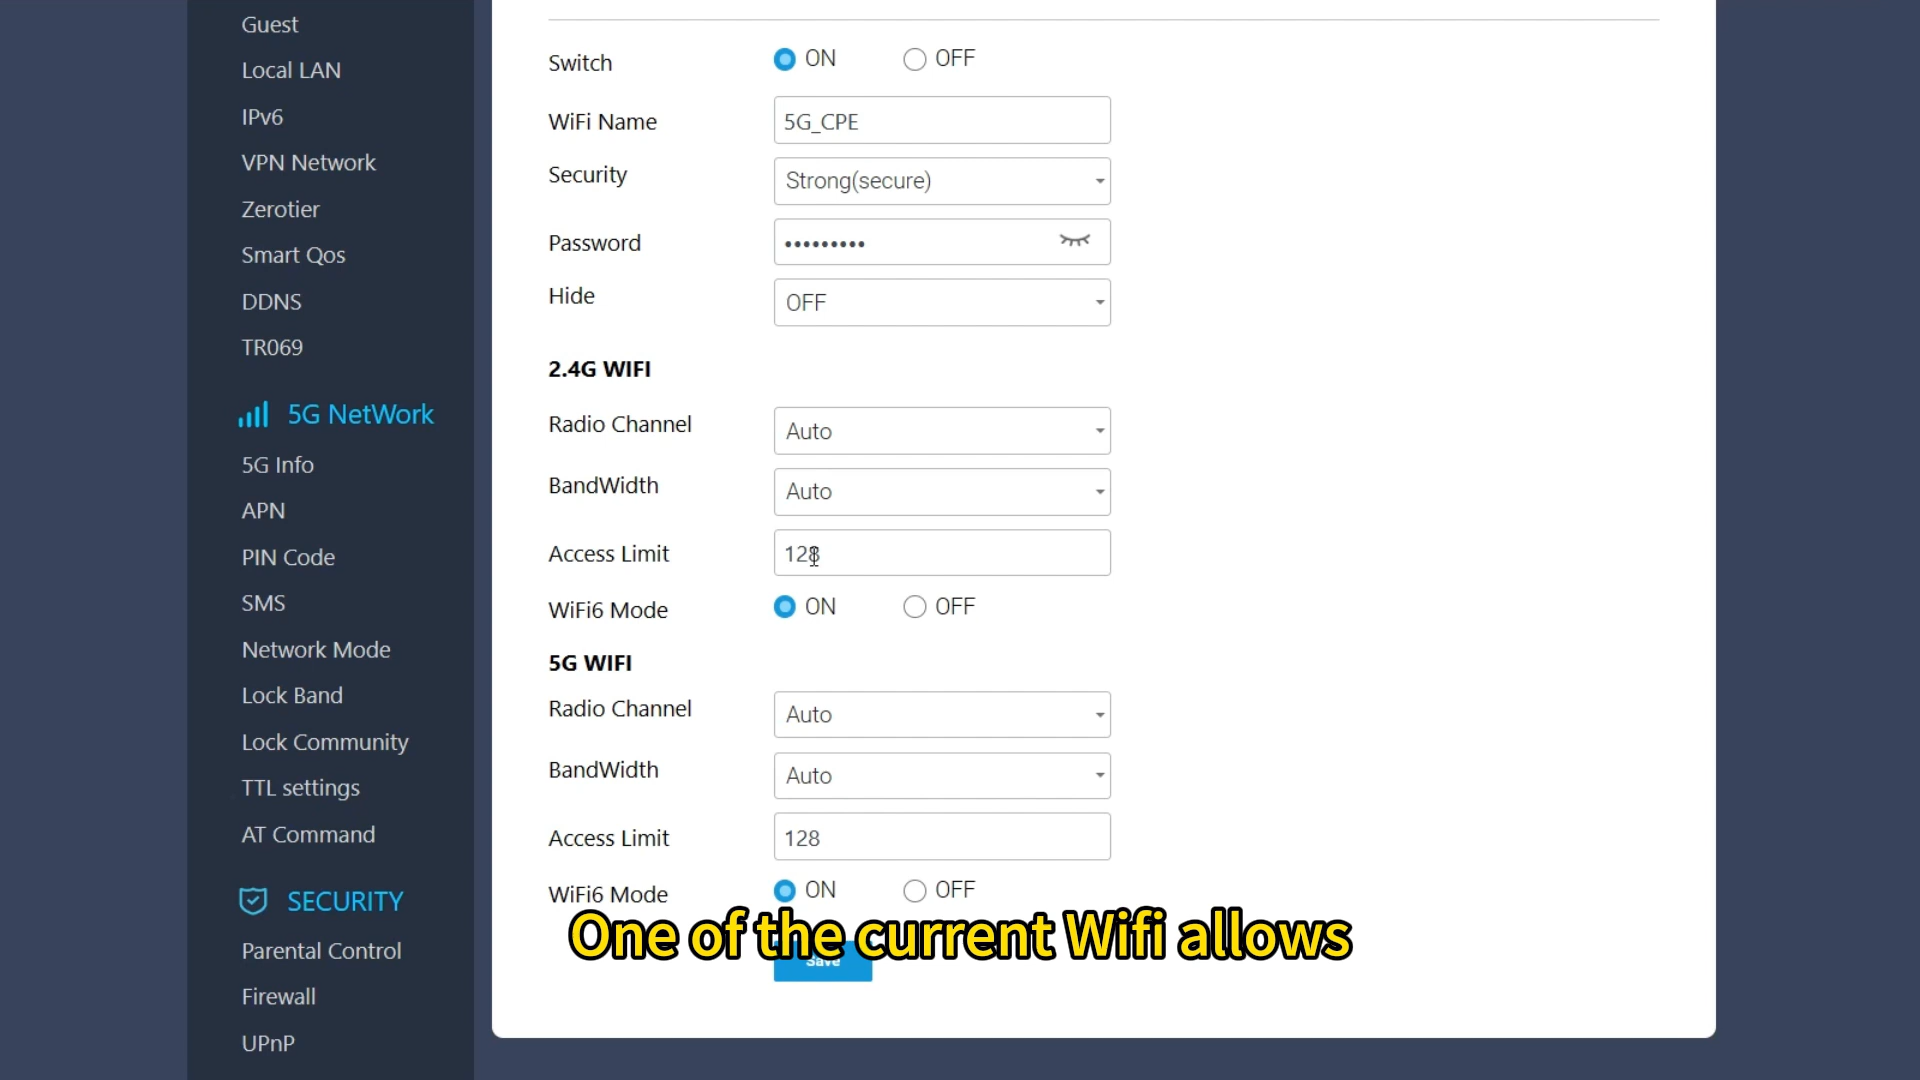 Guest
Local LAN
IPv6
VPN Network
Zerotier
Smart Qos
DDNS
TR069
5G NetWork
5G Info
APN
PIN Code
SMS
Network Mode
Lock Band
Lock Community
TTL settings
AT Command
SECURITY
Parental Control
Firewall
UPnP
Switch ON OFF
WiFi Name 5G_CPE
Security Strong(secure)
Password •••••••••
Hide OFF
2.4G WIFI
Radio Channel Auto
BandWidth Auto
Access Limit 128
WiFi6 Mode ON OFF
5G WIFI
Radio Channel Auto
BandWidth Auto
Access Limit 128
WiFi6 Mode ON OFF
One of the current Wifi allows
Save